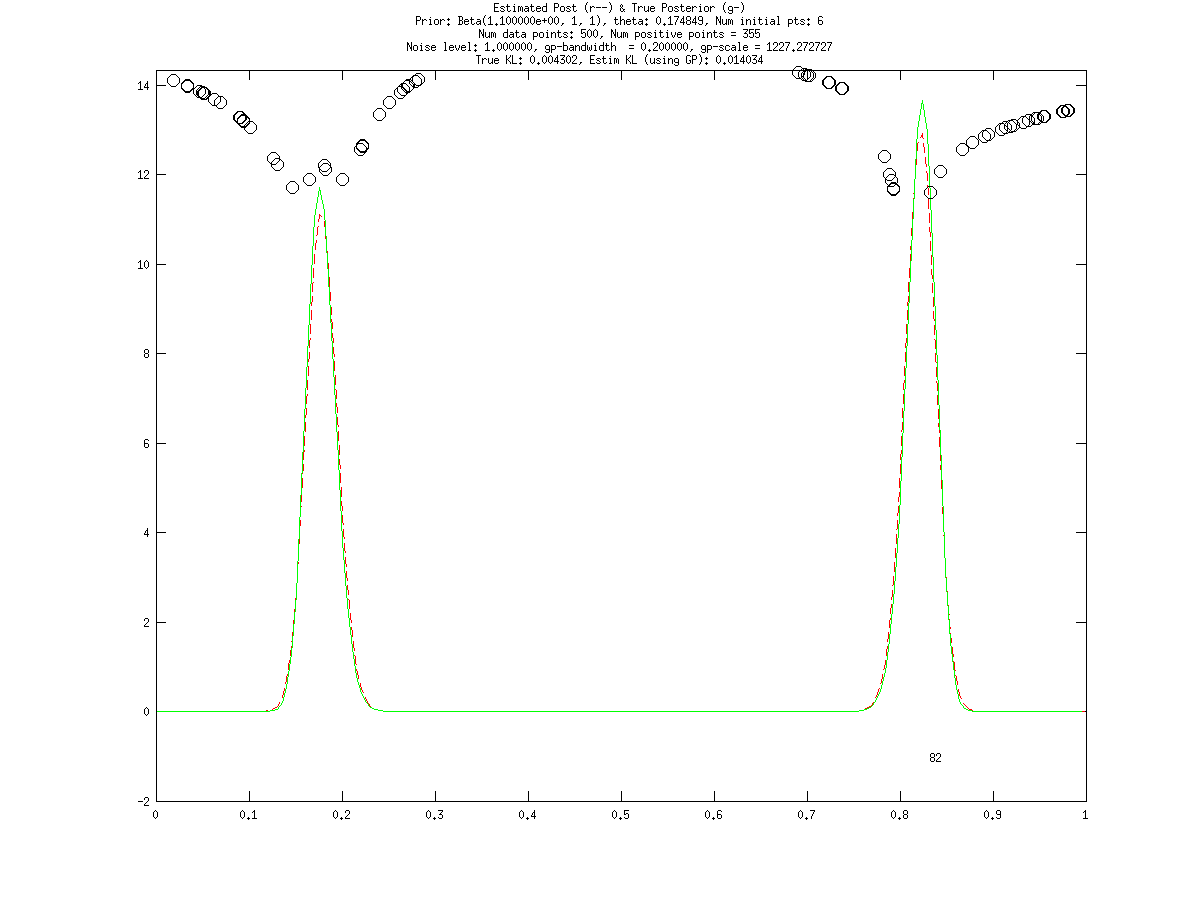 Estimated Post (r--) & True Posterior (g-)
Prior: Beta(1.100000e+00, 1, 1), theta: 0.174849, Num initial pts: 6
Num data points: 500, Num positive points = 355
Noise level: 1.000000, gp-bandwidth  = 0.200000, gp-scale = 1227.272727
True KL: 0.004302, Estim KL (using GP): 0.014034
14
12
10
8
6
4
2
0
82
-2
0 0.1 0.2 0.3 0.4 0.5 0.6 0.7 0.8 0.9 1